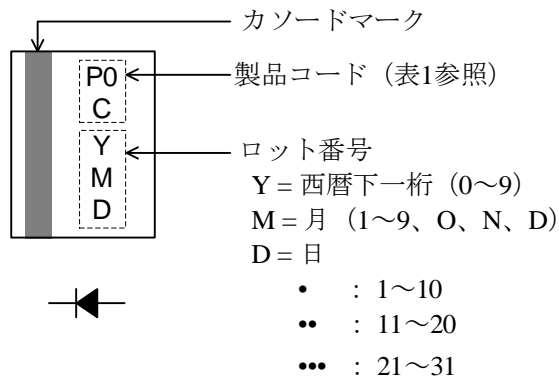 カソードマーク
P0
C
製品コード（表1参照）
Y
M
D
ロット番号
Y = 西暦下一桁（0～9）
M = 月（1～9、O、N、D）
D = 日
• : 1～10
•• : 11～20
••• : 21～31